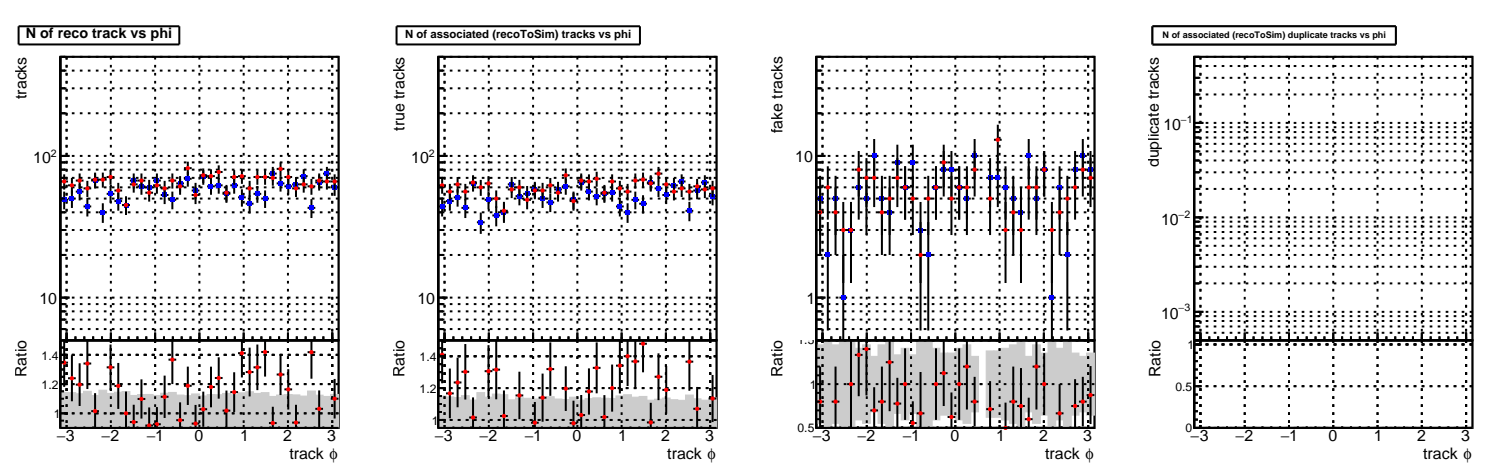 N of reco track vs phi
tracks
10²
10
Ratio
1.4
1.2
1
−3 −2 −1 0 1 2 3
track ϕ
N of associated (recoToSim) tracks vs phi
true tracks
10²
10
Ratio
1.4
1.2
1
−3 −2 −1 0 1 2 3
track ϕ
fake tracks
10
1
Ratio
1.5
1
0.5
−3 −2 −1 0 1 2 3
track ϕ
N of associated (recoToSim) duplicate tracks vs phi
duplicate tracks
10⁻¹
10⁻²
10⁻³
Ratio
1
0.5
0
−3 −2 −1 0 1 2 3
track ϕ